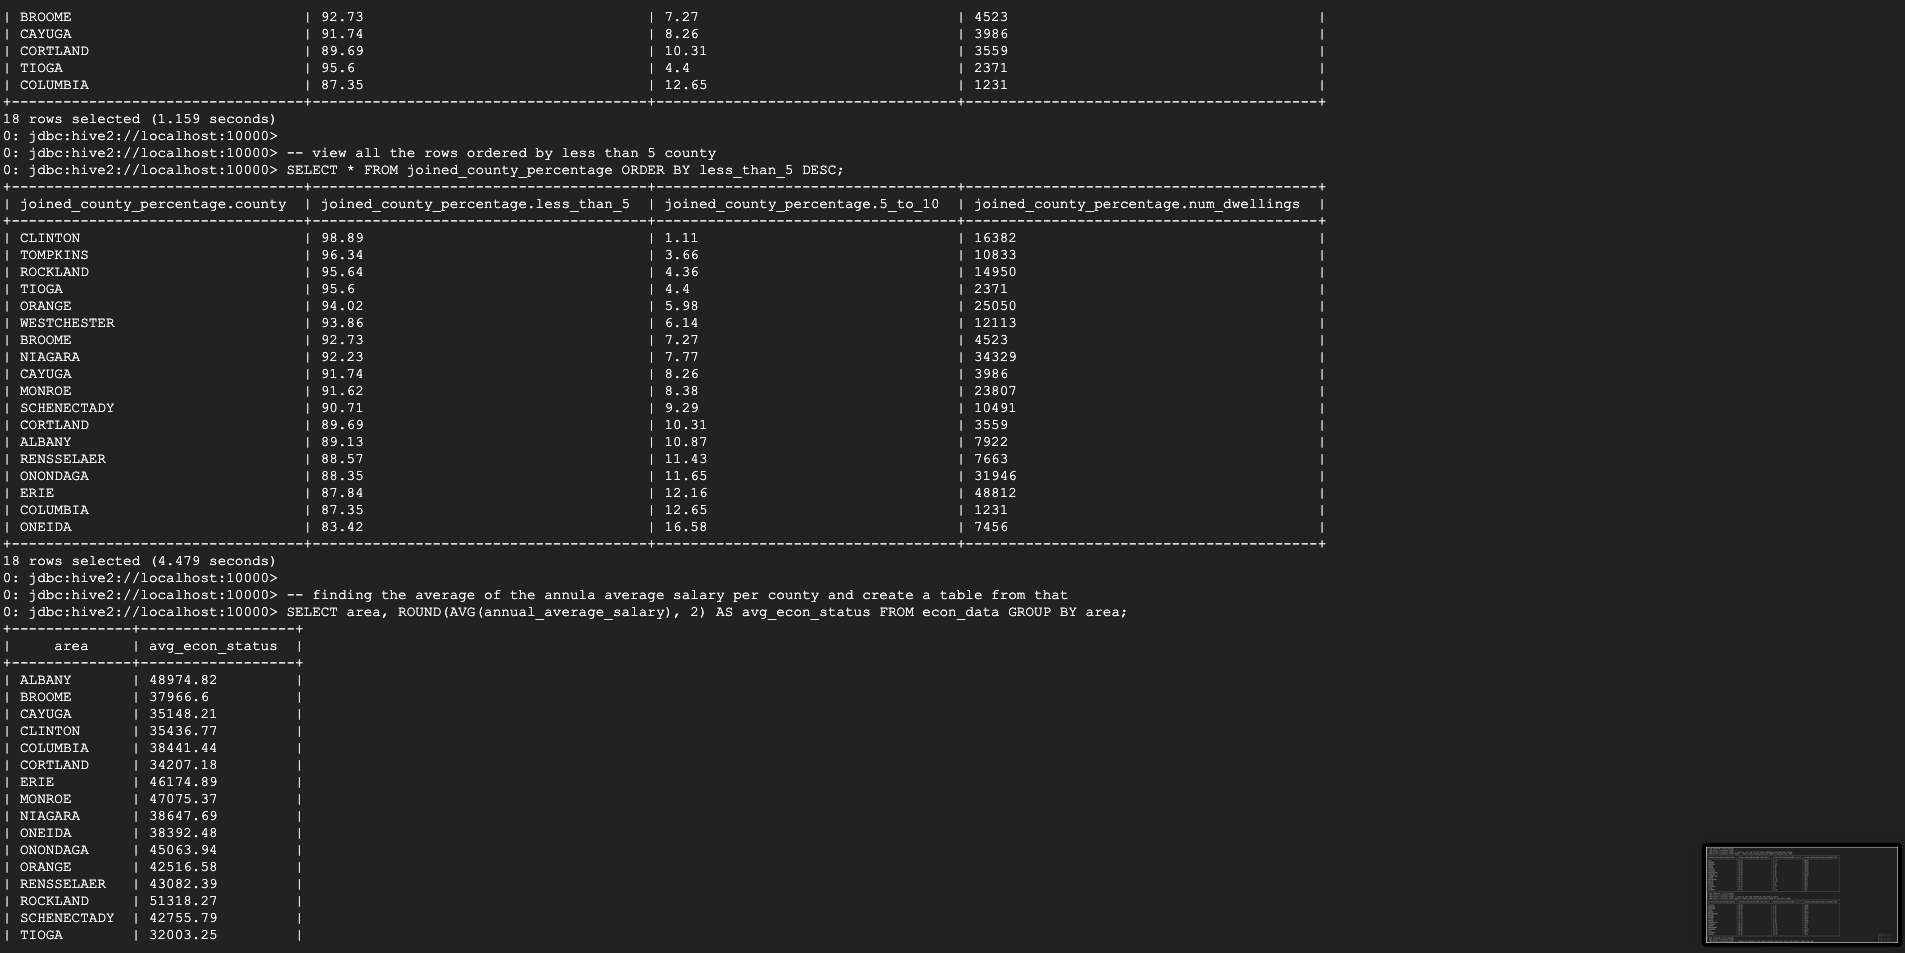 | BROOME | 92.73 | 7.27 | 4523 |
| CAYUGA | 91.74 | 8.26 | 3986 |
| CORTLAND | 89.69 | 10.31 | 3559 |
| TIOGA | 95.6 | 4.4 | 2371 |
| COLUMBIA | 87.35 | 12.65 | 1231 |
18 rows selected (1.159 seconds)
0: jdbc:hive2://localhost:10000>
0: jdbc:hive2://localhost:10000> -- view all the rows ordered by less than 5 county
0: jdbc:hive2://localhost:10000> SELECT * FROM joined_county_percentage ORDER BY less_than_5 DESC;
| joined_county_percentage.county | joined_county_percentage.less_than_5 | joined_county_percentage.5_to_10 | joined_county_percentage.num_dwellings |
| CLINTON | 98.89 | 1.11 | 16382 |
| TOMPKINS | 96.34 | 3.66 | 10833 |
| ROCKLAND | 95.64 | 4.36 | 14950 |
| TIOGA | 95.6 | 4.4 | 2371 |
| ORANGE | 94.02 | 5.98 | 25050 |
| WESTCHESTER | 93.86 | 6.14 | 12113 |
| BROOME | 92.73 | 7.27 | 4523 |
| NIAGARA | 92.23 | 7.77 | 34329 |
| CAYUGA | 91.74 | 8.26 | 3986 |
| MONROE | 91.62 | 8.38 | 23807 |
| SCHENECTADY | 90.71 | 9.29 | 10491 |
| CORTLAND | 89.69 | 10.31 | 3559 |
| ALBANY | 89.13 | 10.87 | 7922 |
| RENSSELAER | 88.57 | 11.43 | 7663 |
| ONONDAGA | 88.35 | 11.65 | 31946 |
| ERIE | 87.84 | 12.16 | 48812 |
| COLUMBIA | 87.35 | 12.65 | 1231 |
| ONEIDA | 83.42 | 16.58 | 7456 |
18 rows selected (4.479 seconds)
0: jdbc:hive2://localhost:10000>
0: jdbc:hive2://localhost:10000> -- finding the average of the annula average salary per county and create a table from that
0: jdbc:hive2://localhost:10000> SELECT area, ROUND(AVG(annual_average_salary), 2) AS avg_econ_status FROM econ_data GROUP BY area;
| area | avg_econ_status |
| ALBANY | 48974.82 |
| BROOME | 37966.6 |
| CAYUGA | 35148.21 |
| CLINTON | 35436.77 |
| COLUMBIA | 38441.44 |
| CORTLAND | 34207.18 |
| ERIE | 46174.89 |
| MONROE | 47075.37 |
| NIAGARA | 38647.69 |
| ONEIDA | 38392.48 |
| ONONDAGA | 45063.94 |
| ORANGE | 42516.58 |
| RENSSELAER | 43082.39 |
| ROCKLAND | 51318.27 |
| SCHENECTADY | 42755.79 |
| TIOGA | 32003.25 |